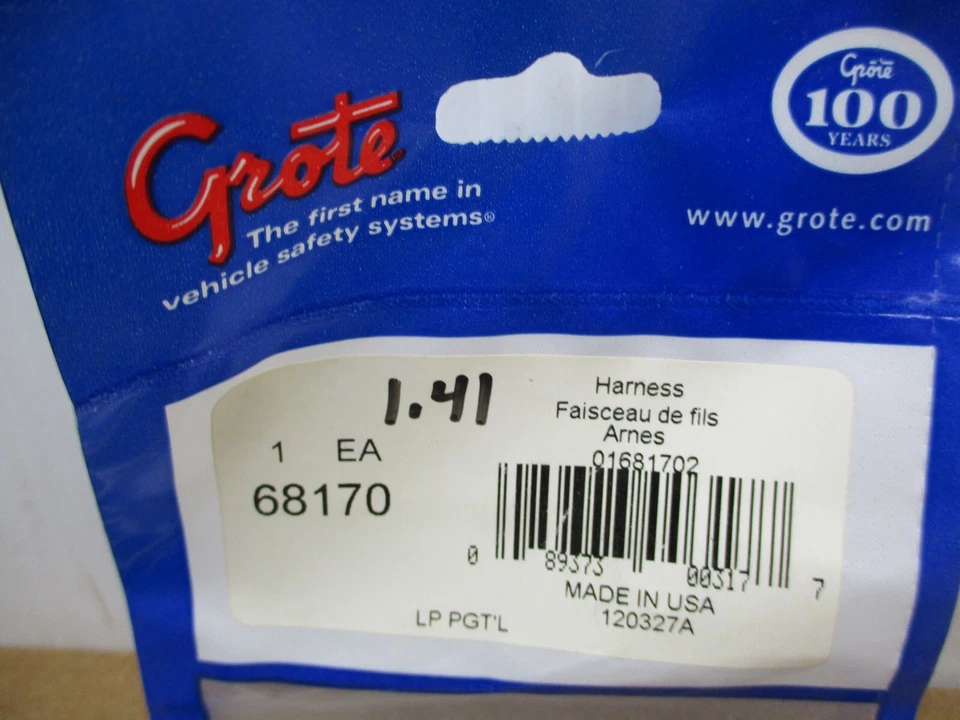 Grote
The first name in
vehicle safety systems®
Grote
100
YEARS
www.grote.com
1.41
1 EA
68170
Harness
Faisceau de fils
Arnes
01681702
0 89373 00317 7
MADE IN USA
120327A
LP PGT'L